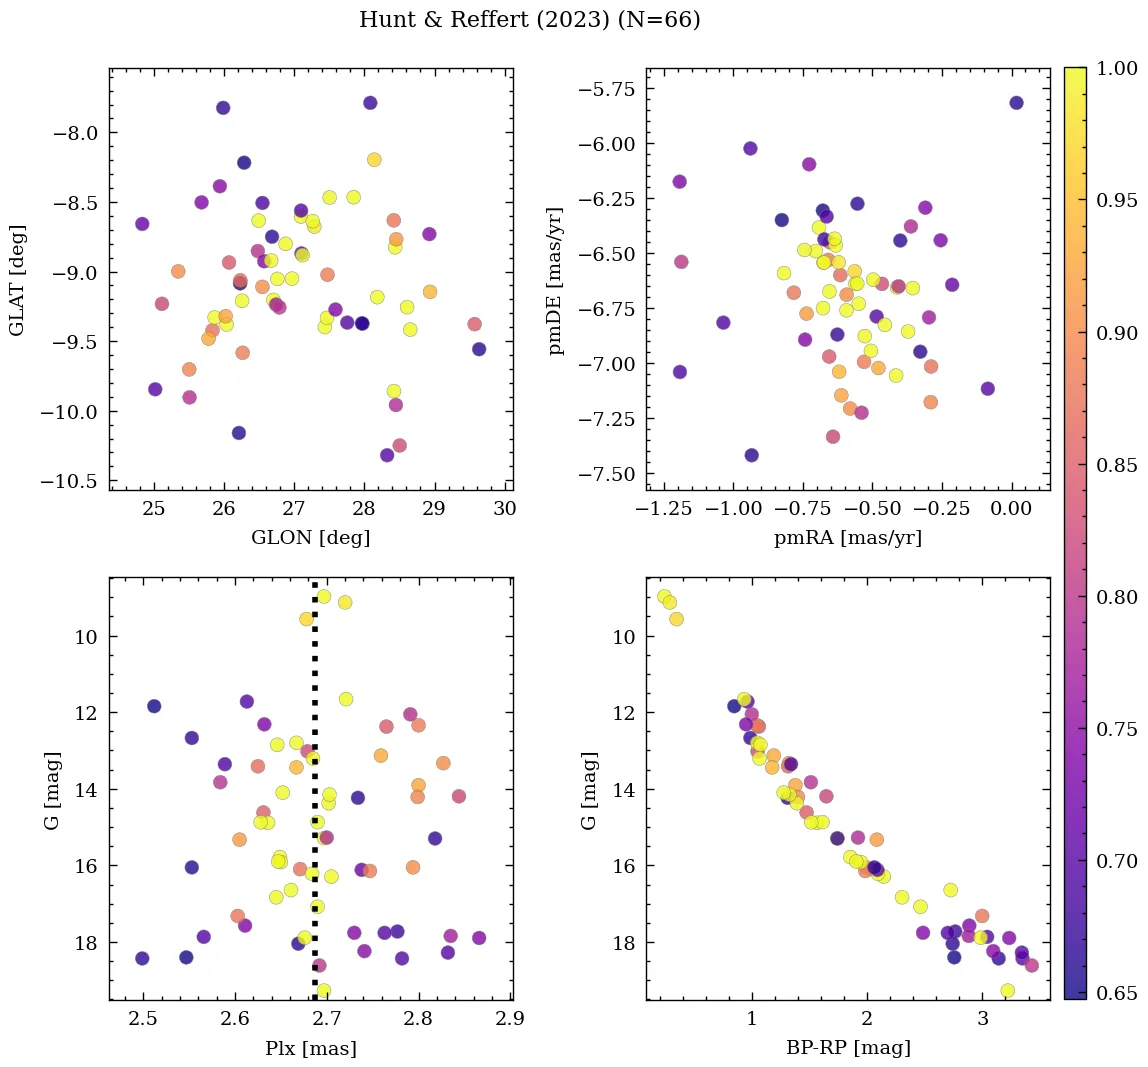 Hunt & Reffert (2023) (N=66)
−8.0
−8.5
−9.0
−9.5
−10.0
−10.5
GLAT [deg]
25 26 27 28 29 30
GLON [deg]
−5.75
−6.00
−6.25
−6.50
−6.75
−7.00
−7.25
−7.50
pmDE [mas/yr]
−1.25 −1.00 −0.75 −0.50 −0.25 0.00
pmRA [mas/yr]
10
12
14
16
18
G [mag]
2.5 2.6 2.7 2.8 2.9
Plx [mas]
10
12
14
16
18
G [mag]
1 2 3
BP-RP [mag]
1.00
0.95
0.90
0.85
0.80
0.75
0.70
0.65